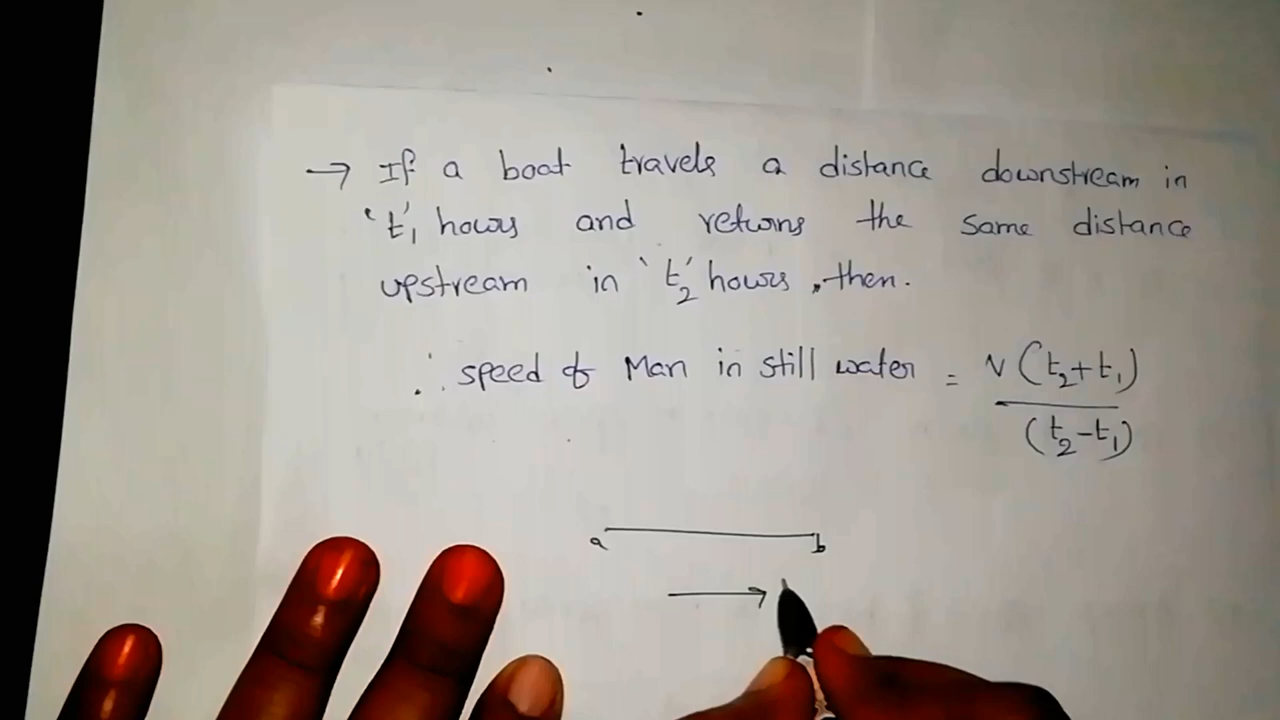 → If a boat travels a distance downstream in
't₁' hours and returns the same distance
upstream in 't₂' hours, then.
∴ speed of Man in still water = v(t₂+t₁)
(t₂-t₁)
a b